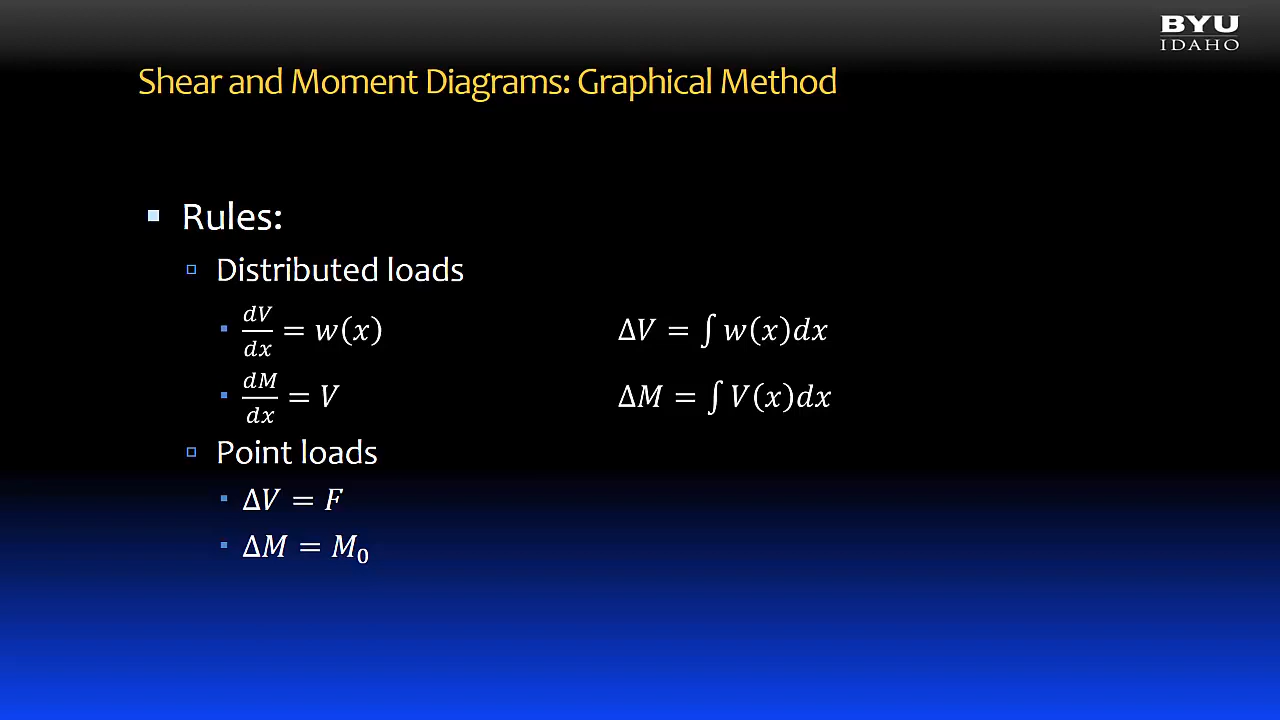 BYU
IDAHO
Shear and Moment Diagrams: Graphical Method
Rules:
Distributed loads
dV/dx = w(x) ΔV = ∫ w(x)dx
dM/dx = V ΔM = ∫ V(x)dx
Point loads
ΔV = F
ΔM = M₀